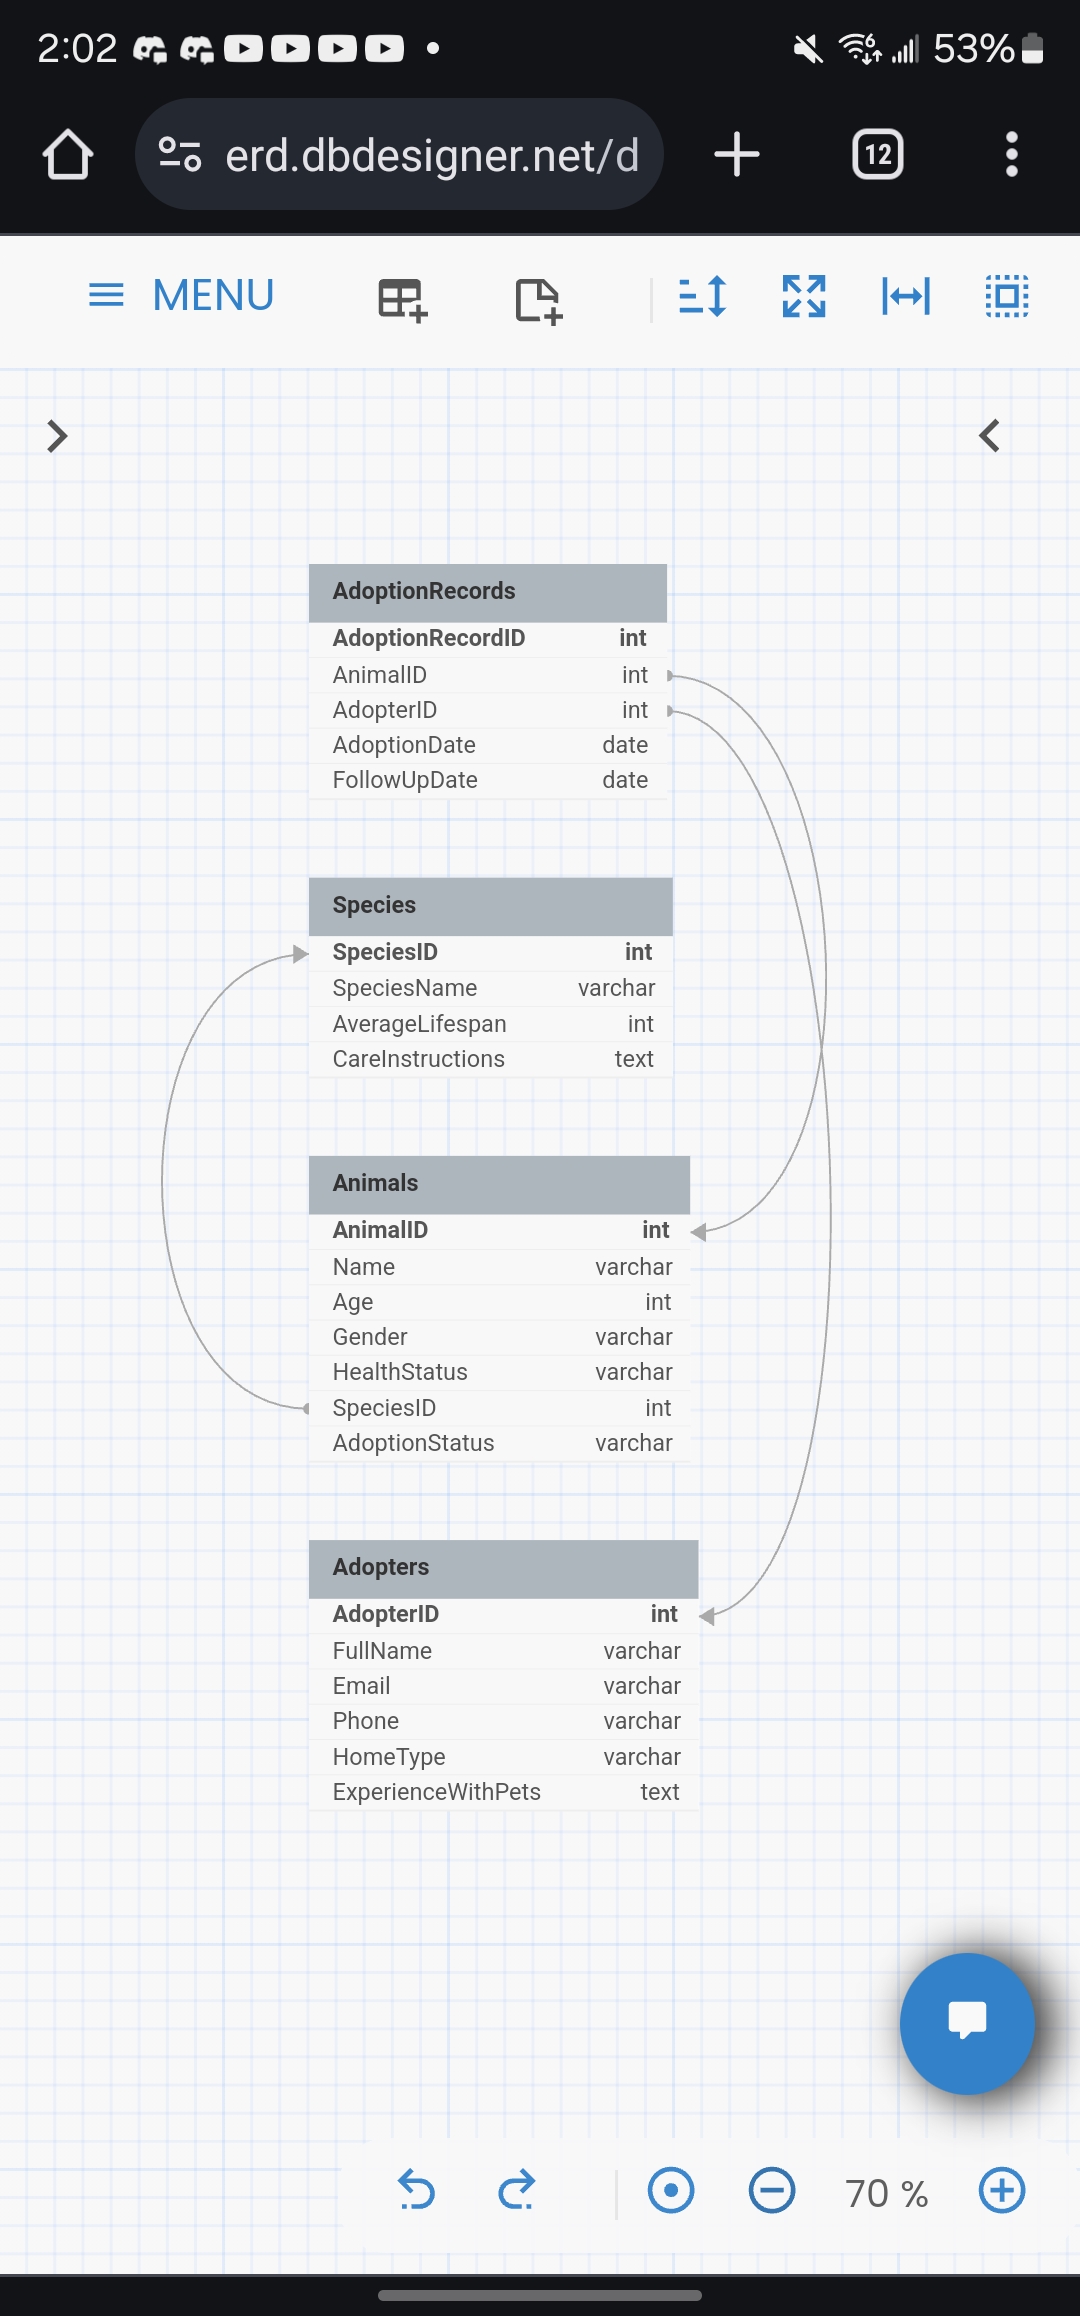 2:02 53%
erd.dbdesigner.net/d 12
MENU
AdoptionRecords
AdoptionRecordID int
AnimalID int
AdopterID int
AdoptionDate date
FollowUpDate date
Species
SpeciesID int
SpeciesName varchar
AverageLifespan int
CareInstructions text
Animals
AnimalID int
Name varchar
Age int
Gender varchar
HealthStatus varchar
SpeciesID int
AdoptionStatus varchar
Adopters
AdopterID int
FullName varchar
Email varchar
Phone varchar
HomeType varchar
ExperienceWithPets text
70 %